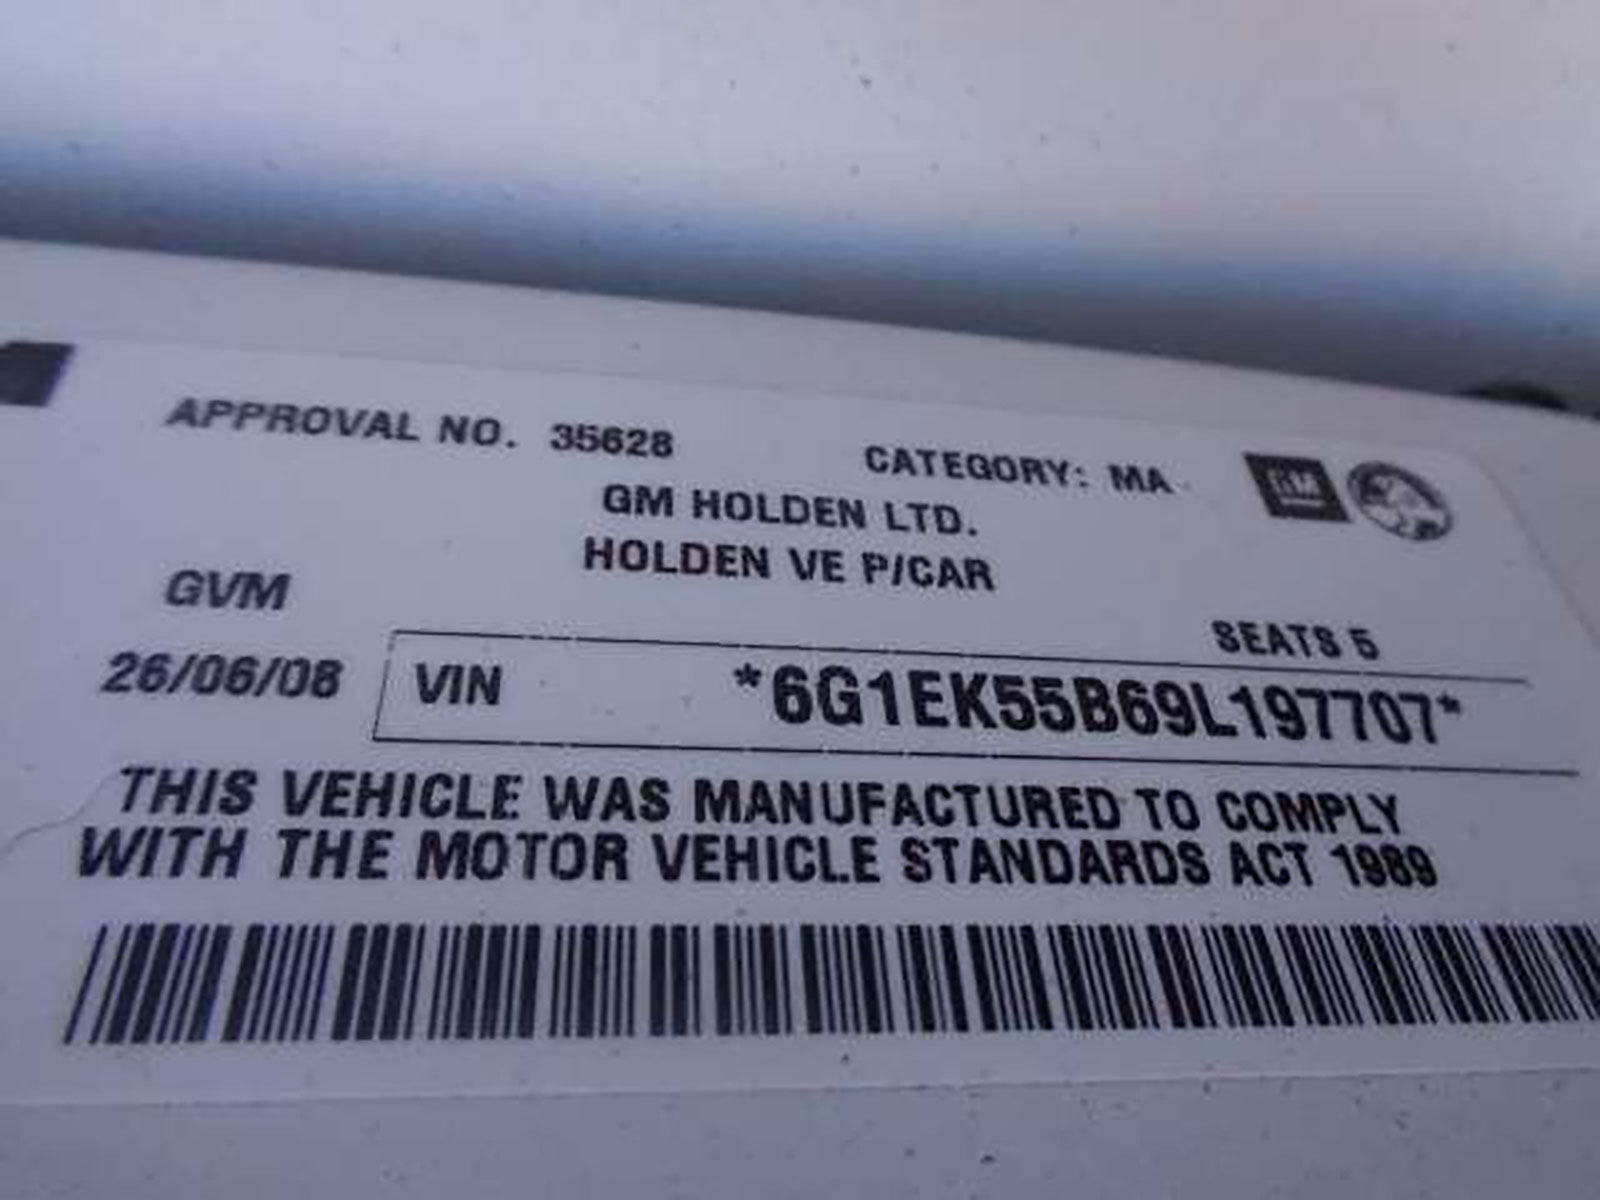 APPROVAL NO. 35628 CATEGORY: MA
GM
GM HOLDEN LTD.
HOLDEN VE P/CAR
GVM
SEATS 5
26/06/08 VIN *6G1EK55B69L197707*
THIS VEHICLE WAS MANUFACTURED TO COMPLY
WITH THE MOTOR VEHICLE STANDARDS ACT 1989